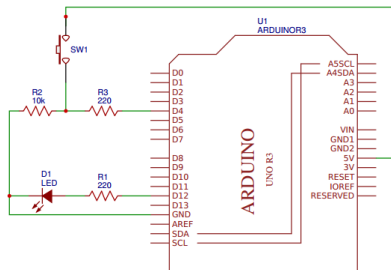 U1
ARDUINOR3
SW1
R2
10k
R3
220
D1
LED
R1
220
D0
D1
D2
D3
D4
D5
D6
D7
D8
D9
D10
D11
D12
D13
GND
AREF
SDA
SCL
ARDUINO
UNO R3
A5SCL
A4SDA
A3
A2
A1
A0
VIN
GND1
GND2
5V
3V
RESET
IOREF
RESERVED